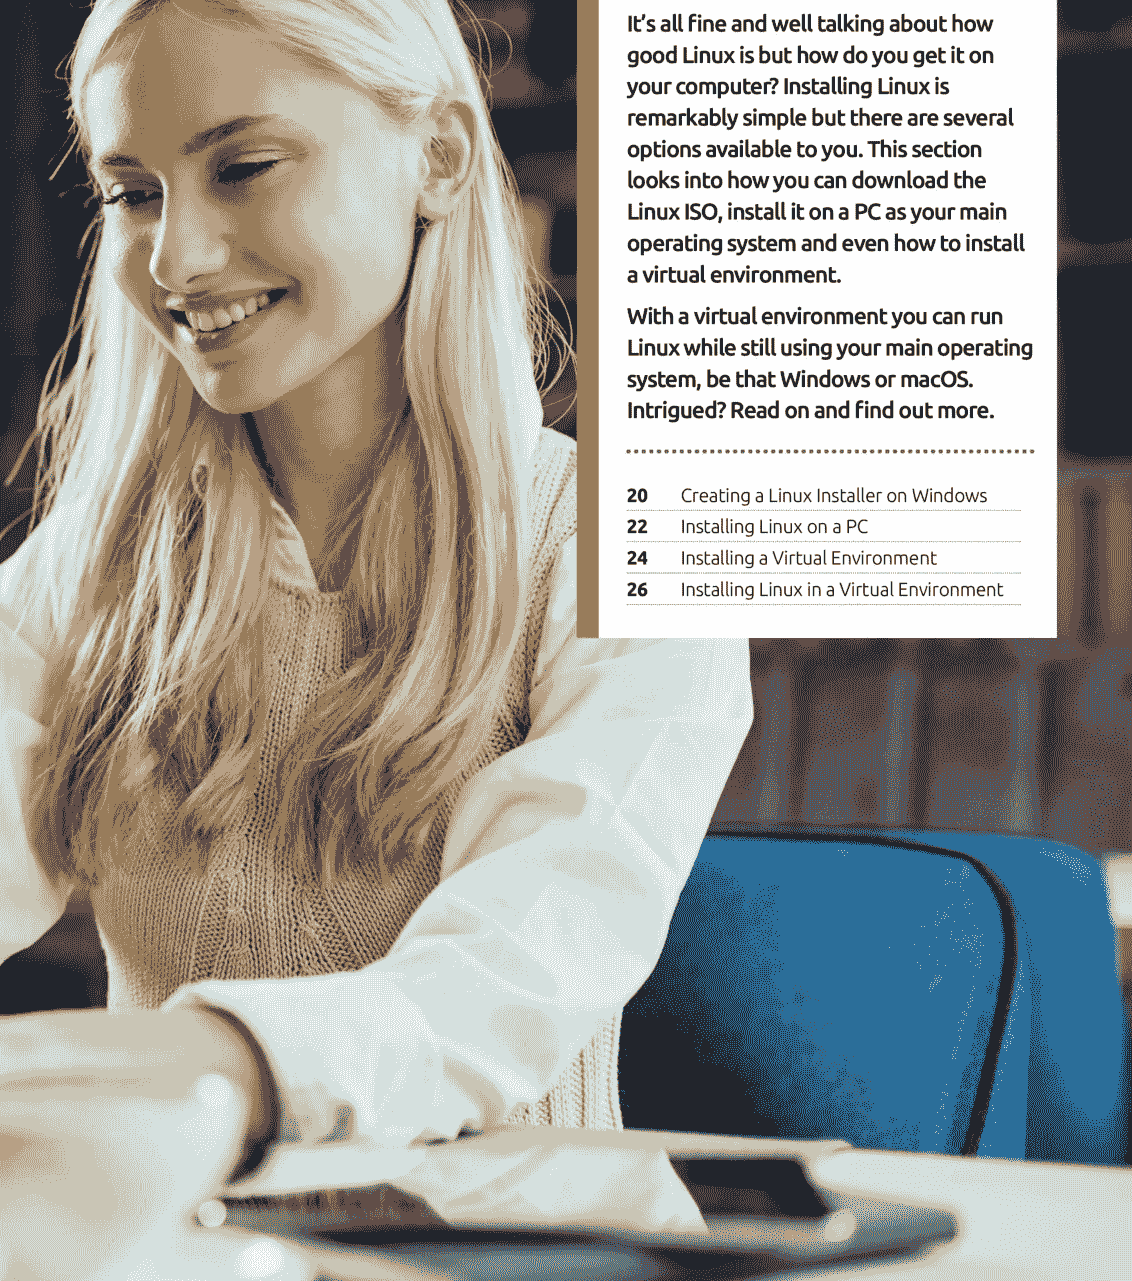 It's all fine and well talking about how
good Linux is but how do you get it on
your computer? Installing Linux is
remarkably simple but there are several
options available to you. This section
looks into how you can download the
Linux ISO, install it on a PC as your main
operating system and even how to install
a virtual environment.
With a virtual environment you can run
Linux while still using your main operating
system, be that Windows or macOS.
Intrigued? Read on and find out more.
20 Creating a Linux Installer on Windows
22 Installing Linux on a PC
24 Installing a Virtual Environment
26 Installing Linux in a Virtual Environment